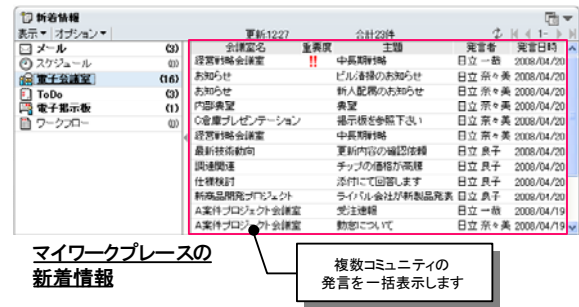 新着情報
表示▼ オプション▼ 更新1227 合計23件 1-
メール (3)
スケジュール (0)
電子会議室 (16)
ToDo (3)
電子掲示板 (1)
ワークフロー (0)
会議室名 重要度 主題 発言者 発言日時
経営戦略会議室 !! 中長期戦略 日立 一哉 2008/04/20
お知らせ ビル清掃のお知らせ 日立 奈々美 2008/04/20
お知らせ 新人配属のお知らせ 日立 奈々美 2008/04/20
内部表望 表望 日立 奈々美 2008/04/20
C倉庫プレゼンテーション 掲示板を参照下さい 日立 奈々美 2008/04/20
経営戦略会議室 中長期戦略 日立 奈々美 2008/04/20
最新技術動向 更新内容の確認依頼 日立 良子 2008/04/20
調達関連 チップの価格が高騰 日立 良子 2008/04/20
仕様検討 添付にて回答します 日立 良子 2008/04/20
新商品開発プロジェクト ライバル会社が新製品発表 日立 良子 2008/01/20
A案件プロジェクト会議室 受注速報 日立 一哉 2008/04/19
A案件プロジェクト会議室 勤怠について 日立 奈々美 2008/04/19
マイワークプレースの
新着情報
複数コミュニティの
発言を一括表示します